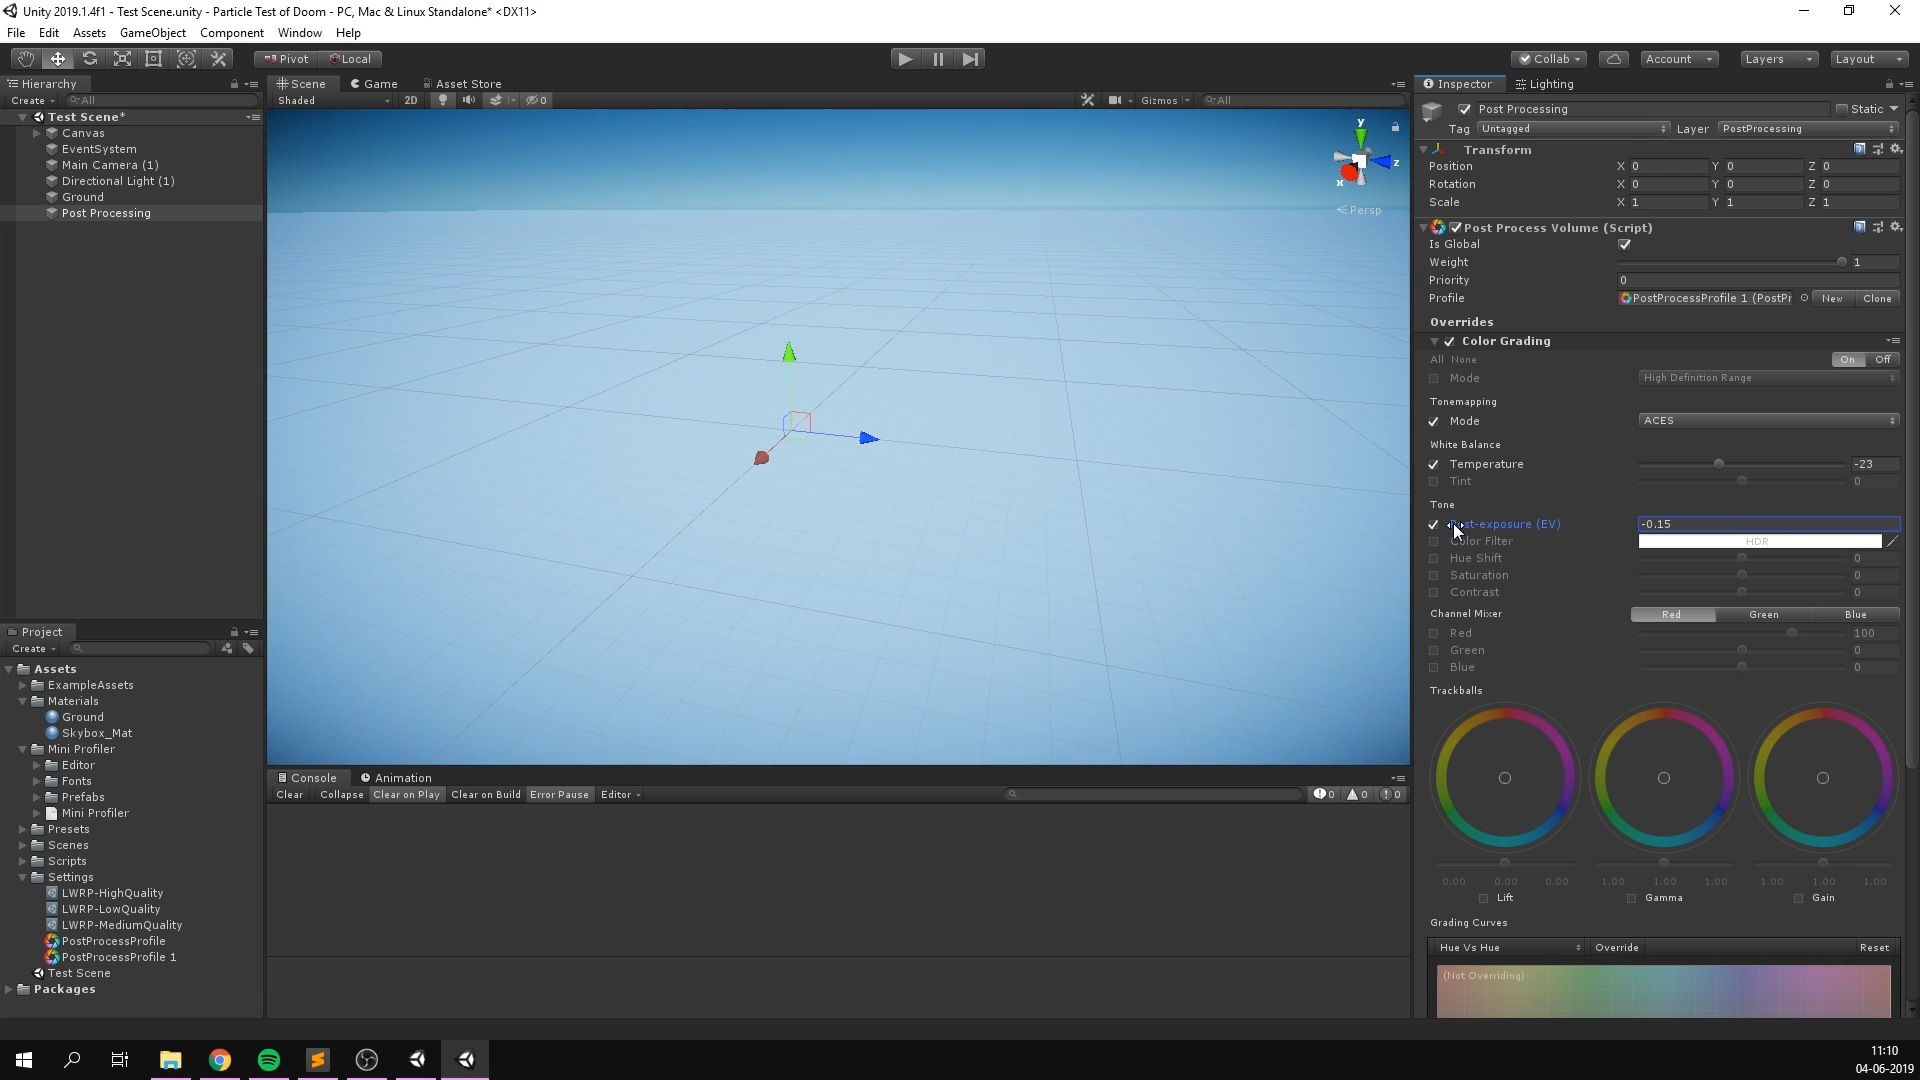 Unity 2019.1.4f1 - Test Scene.unity - Particle Test of Doom - PC, Mac & Linux Standalone* <DX11>
File Edit Assets GameObject Component Window Help
Pivot Local
Collab Account Layers Layout
Hierarchy
Create All
Test Scene*
Canvas
EventSystem
Main Camera (1)
Directional Light (1)
Ground
Post Processing
Scene Game Asset Store
Shaded 2D 0 Gizmos All
y
z
x
Persp
Inspector Lighting
Post Processing Static
Tag Untagged Layer PostProcessing
Transform
Position X 0 Y 0 Z 0
Rotation X 0 Y 0 Z 0
Scale X 1 Y 1 Z 1
Post Process Volume (Script)
Is Global
Weight 1
Priority 0
Profile PostProcessProfile 1 (PostPr New Clone
Overrides
Color Grading
All None On Off
Mode High Definition Range
Tonemapping
Mode ACES
White Balance
Temperature -23
Tint 0
Tone
st-exposure (EV) -0.15
Color Filter HDR
Hue Shift 0
Saturation 0
Contrast 0
Channel Mixer Red Green Blue
Red 100
Green 0
Blue 0
Trackballs
0.00 0.00 0.00 1.00 1.00 1.00 1.00 1.00 1.00
Lift Gamma Gain
Grading Curves
Hue Vs Hue Override Reset
(Not Overriding)
Project
Create
Assets
ExampleAssets
Materials
Ground
Skybox_Mat
Mini Profiler
Editor
Fonts
Prefabs
Mini Profiler
Presets
Scenes
Scripts
Settings
LWRP-HighQuality
LWRP-LowQuality
LWRP-MediumQuality
PostProcessProfile
PostProcessProfile 1
Test Scene
Packages
Console Animation
Clear Collapse Clear on Play Clear on Build Error Pause Editor 0 0 0
11:10
04-06-2019